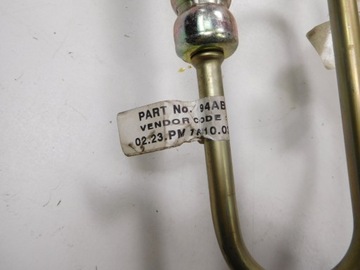 PART No. 94AB
VENDOR CODE
02.23.PM 7A10.02